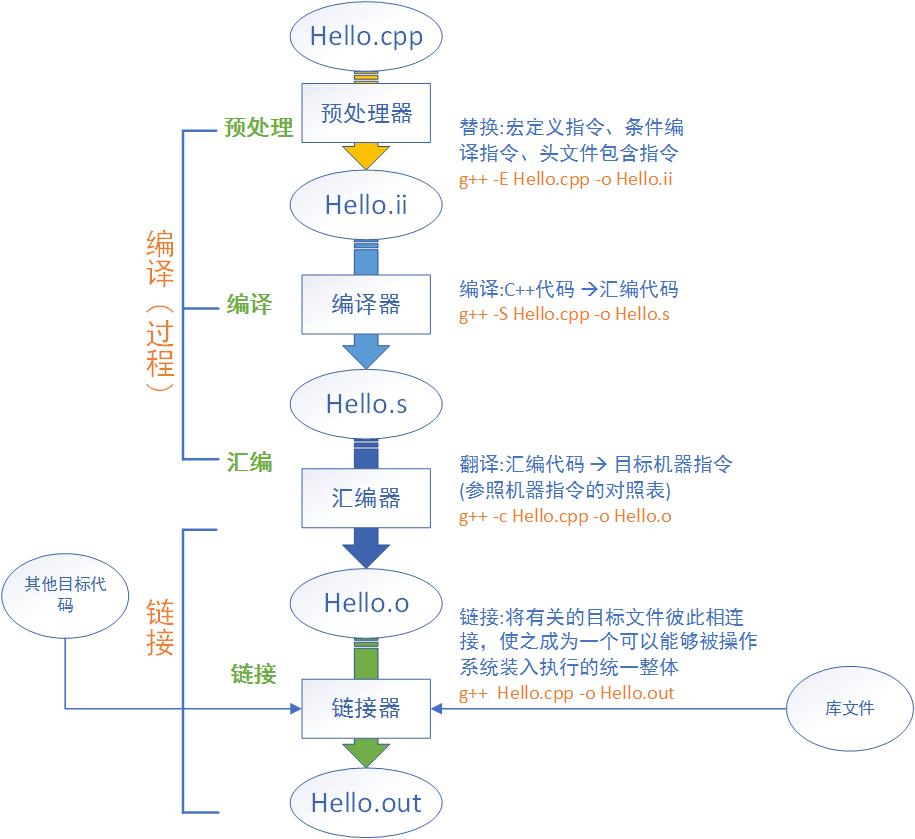 Hello.cpp
预处理器
预处理
替换:宏定义指令、条件编
译指令、头文件包含指令
g++ -E Hello.cpp -o Hello.ii
Hello.ii
编译（过程）
编译
编译器
编译:C++代码 →汇编代码
g++ -S Hello.cpp -o Hello.s
Hello.s
汇编
汇编器
翻译:汇编代码 → 目标机器指令
(参照机器指令的对照表)
g++ -c Hello.cpp -o Hello.o
其他目标代
码
Hello.o
链接
链接
链接器
链接:将有关的目标文件彼此相连
接，使之成为一个可以能够被操作
系统装入执行的统一整体
g++  Hello.cpp -o Hello.out
库文件
Hello.out